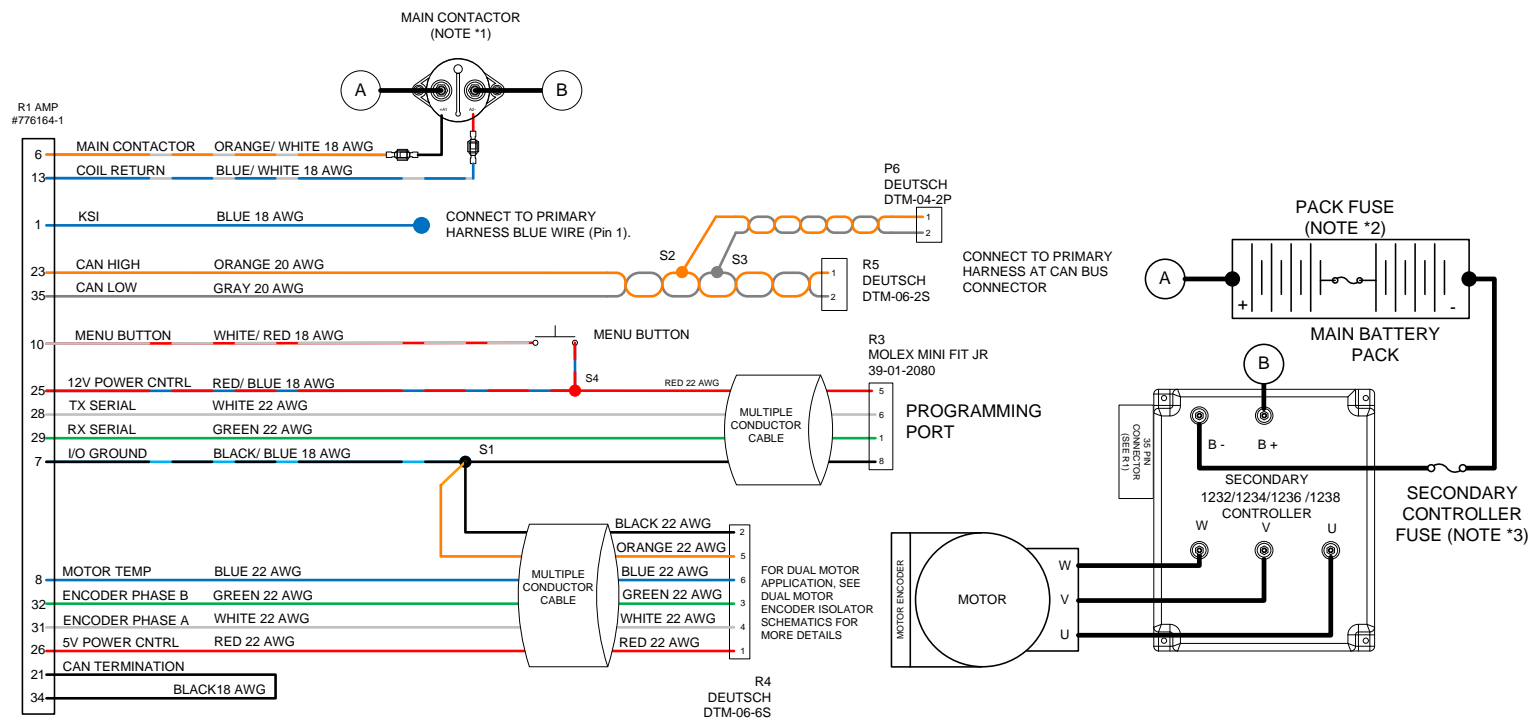 MAIN CONTACTOR
(NOTE *1)
A
B
+A1
A2-
R1 AMP
#776164-1
6 MAIN CONTACTOR ORANGE/ WHITE 18 AWG
13 COIL RETURN BLUE/ WHITE 18 AWG
1 KSI BLUE 18 AWG
CONNECT TO PRIMARY
HARNESS BLUE WIRE (Pin 1).
P6
DEUTSCH
DTM-04-2P
1
2
23 CAN HIGH ORANGE 20 AWG
35 CAN LOW GRAY 20 AWG
S2
S3
1
2
R5
DEUTSCH
DTM-06-2S
CONNECT TO PRIMARY
HARNESS AT CAN BUS
CONNECTOR
10 MENU BUTTON WHITE/ RED 18 AWG
MENU BUTTON
25 12V POWER CNTRL RED/ BLUE 18 AWG
S4
RED 22 AWG
28 TX SERIAL WHITE 22 AWG
29 RX SERIAL GREEN 22 AWG
7 I/O GROUND BLACK/ BLUE 18 AWG
S1
MULTIPLE
CONDUCTOR
CABLE
R3
MOLEX MINI FIT JR
39-01-2080
5
6
1
8
PROGRAMMING
PORT
8 MOTOR TEMP BLUE 22 AWG
32 ENCODER PHASE B GREEN 22 AWG
31 ENCODER PHASE A WHITE 22 AWG
26 5V POWER CNTRL RED 22 AWG
21 CAN TERMINATION
34 BLACK18 AWG
MULTIPLE
CONDUCTOR
CABLE
BLACK 22 AWG 2
ORANGE 22 AWG 5
BLUE 22 AWG 6
GREEN 22 AWG 3
WHITE 22 AWG 4
RED 22 AWG 1
R4
DEUTSCH
DTM-06-6S
FOR DUAL MOTOR
APPLICATION, SEE
DUAL MOTOR
ENCODER ISOLATOR
SCHEMATICS FOR
MORE DETAILS
MOTOR ENCODER
MOTOR
W
V
U
PACK FUSE
(NOTE *2)
A
+
-
MAIN BATTERY
PACK
B
35 PIN
CONNECTOR
(SEE R1)
B -
B +
SECONDARY
1232/1234/1236 /1238
CONTROLLER
W
V
U
SECONDARY
CONTROLLER
FUSE (NOTE *3)